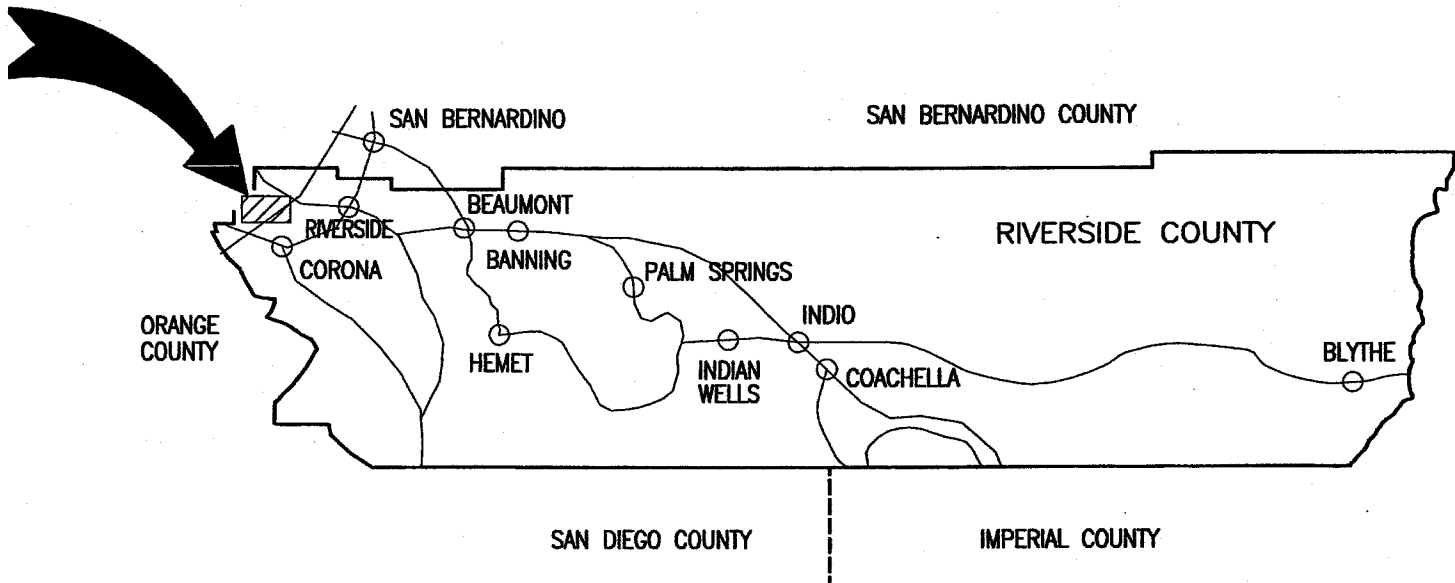 SAN BERNARDINO
SAN BERNARDINO COUNTY
BEAUMONT
RIVERSIDE
RIVERSIDE COUNTY
BANNING
CORONA
PALM SPRINGS
INDIO
ORANGE
COUNTY
HEMET
INDIAN
WELLS
COACHELLA
BLYTHE
SAN DIEGO COUNTY
IMPERIAL COUNTY